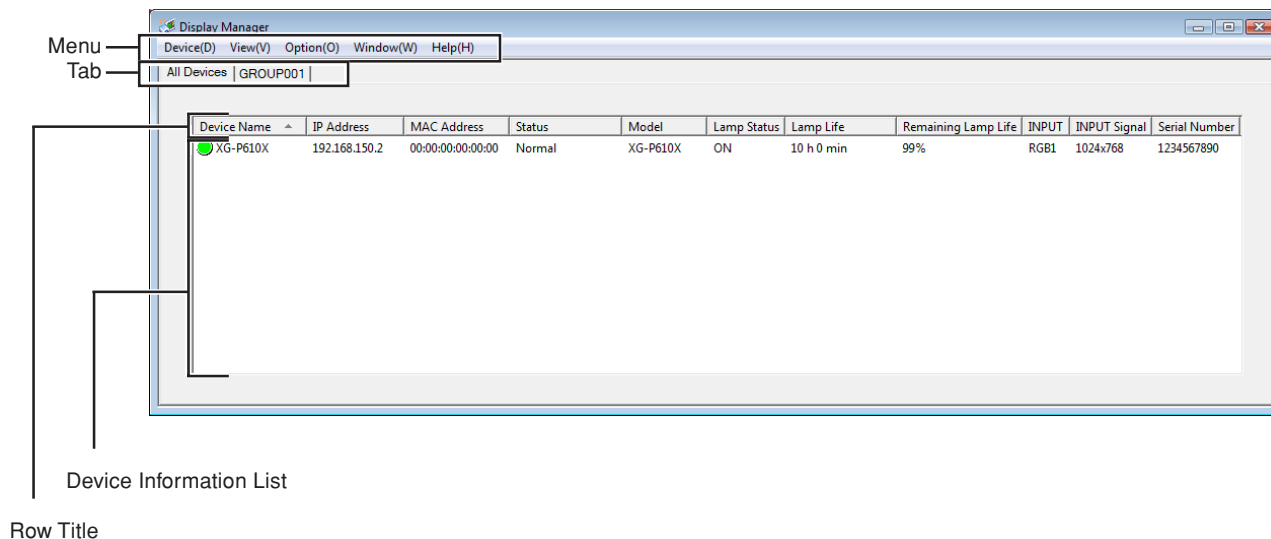 Display Manager
Menu
Device(D) View(V) Option(O) Window(W) Help(H)
Tab
All Devices GROUP001
Device Name IP Address MAC Address Status Model Lamp Status Lamp Life Remaining Lamp Life INPUT INPUT Signal Serial Number
XG-P610X 192.168.150.2 00:00:00:00:00:00 Normal XG-P610X ON 10 h 0 min 99% RGB1 1024x768 1234567890
Device Information List
Row Title